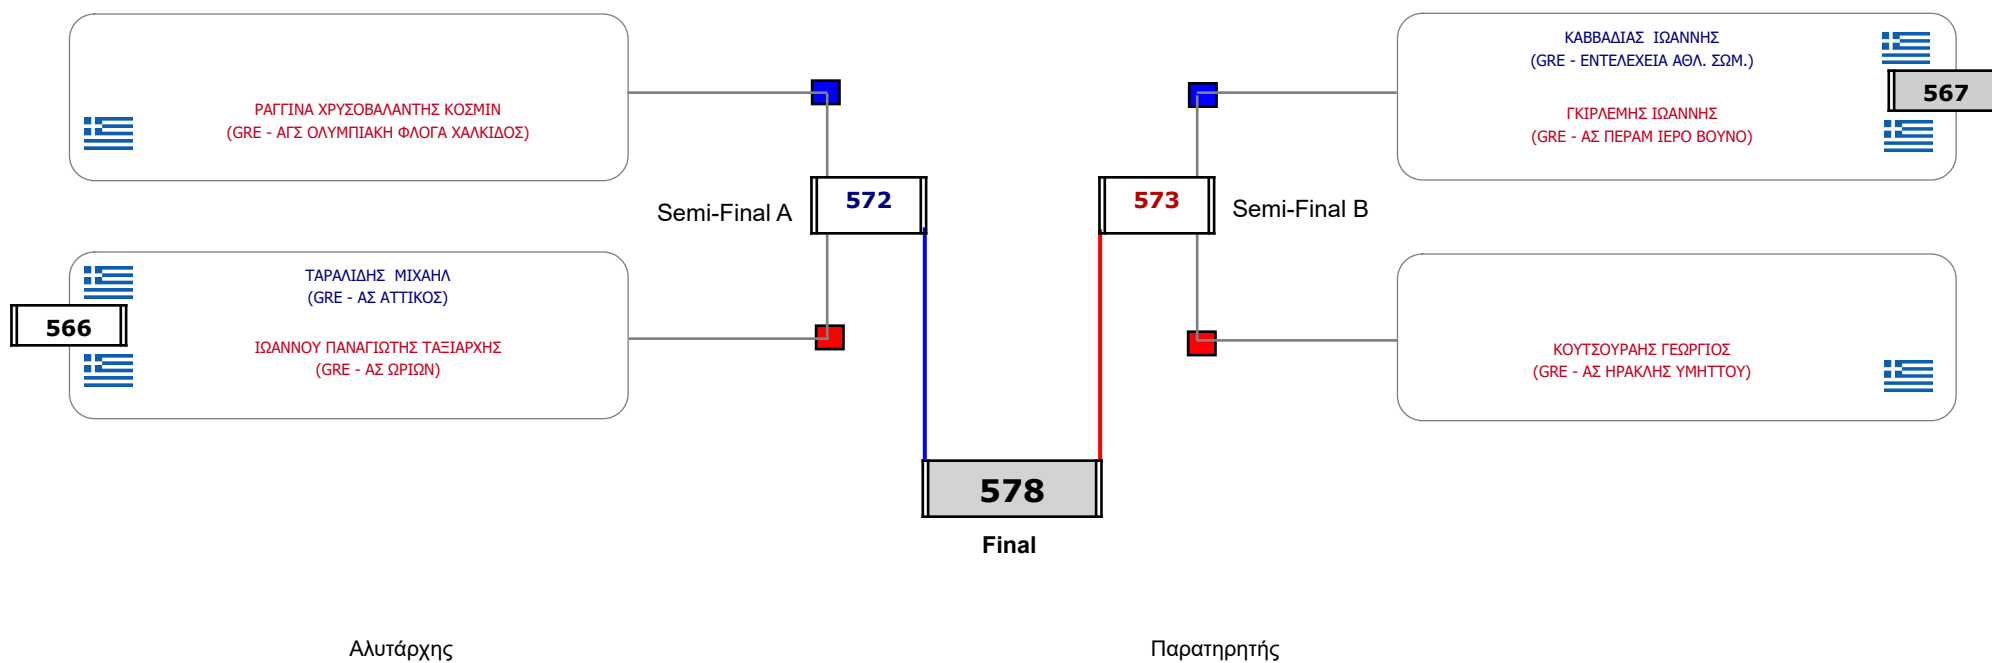 ΡΑΓΓΙΝΑ ΧΡΥΣΟΒΑΛΑΝΤΗΣ ΚΟΣΜΙΝ
(GRE - ΑΓΣ ΟΛΥΜΠΙΑΚΗ ΦΛΟΓΑ ΧΑΛΚΙΔΟΣ)
ΚΑΒΒΑΔΙΑΣ ΙΩΑΝΝΗΣ
(GRE - ΕΝΤΕΛΕΧΕΙΑ ΑΘΛ. ΣΩΜ.)
567
ΓΚΙΡΛΕΜΗΣ ΙΩΑΝΝΗΣ
(GRE - ΑΣ ΠΕΡΑΜ ΙΕΡΟ ΒΟΥΝΟ)
Semi-Final A
572
573
Semi-Final B
ΤΑΡΑΛΙΔΗΣ ΜΙΧΑΗΛ
(GRE - ΑΣ ΑΤΤΙΚΟΣ)
566
ΙΩΑΝΝΟΥ ΠΑΝΑΓΙΩΤΗΣ ΤΑΞΙΑΡΧΗΣ
(GRE - ΑΣ ΩΡΙΩΝ)
ΚΟΥΤΣΟΥΡΑΗΣ ΓΕΩΡΓΙΟΣ
(GRE - ΑΣ ΗΡΑΚΛΗΣ ΥΜΗΤΤΟΥ)
578
Final
Αλυτάρχης
Παρατηρητής